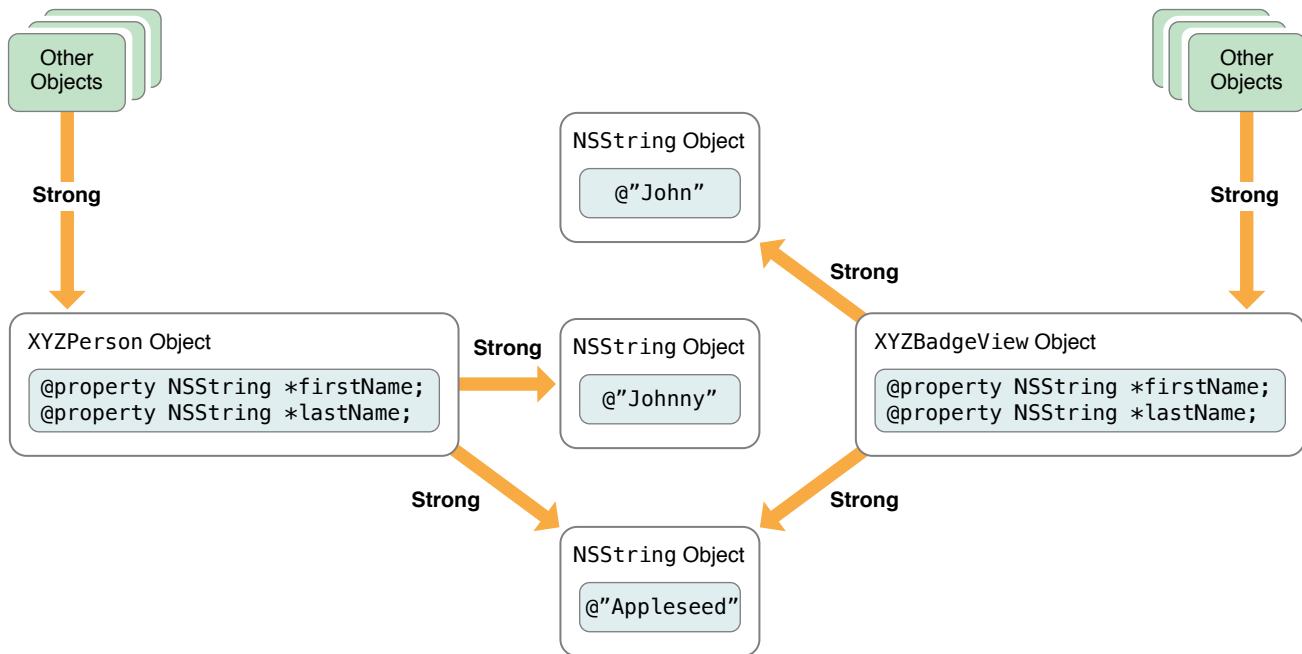 Other
Objects
Other
Objects
Strong
Strong
NSString Object
@”John”
Strong
XYZPerson Object
@property NSString *firstName;
@property NSString *lastName;
Strong
NSString Object
@”Johnny”
XYZBadgeView Object
@property NSString *firstName;
@property NSString *lastName;
Strong
Strong
NSString Object
@”Appleseed”